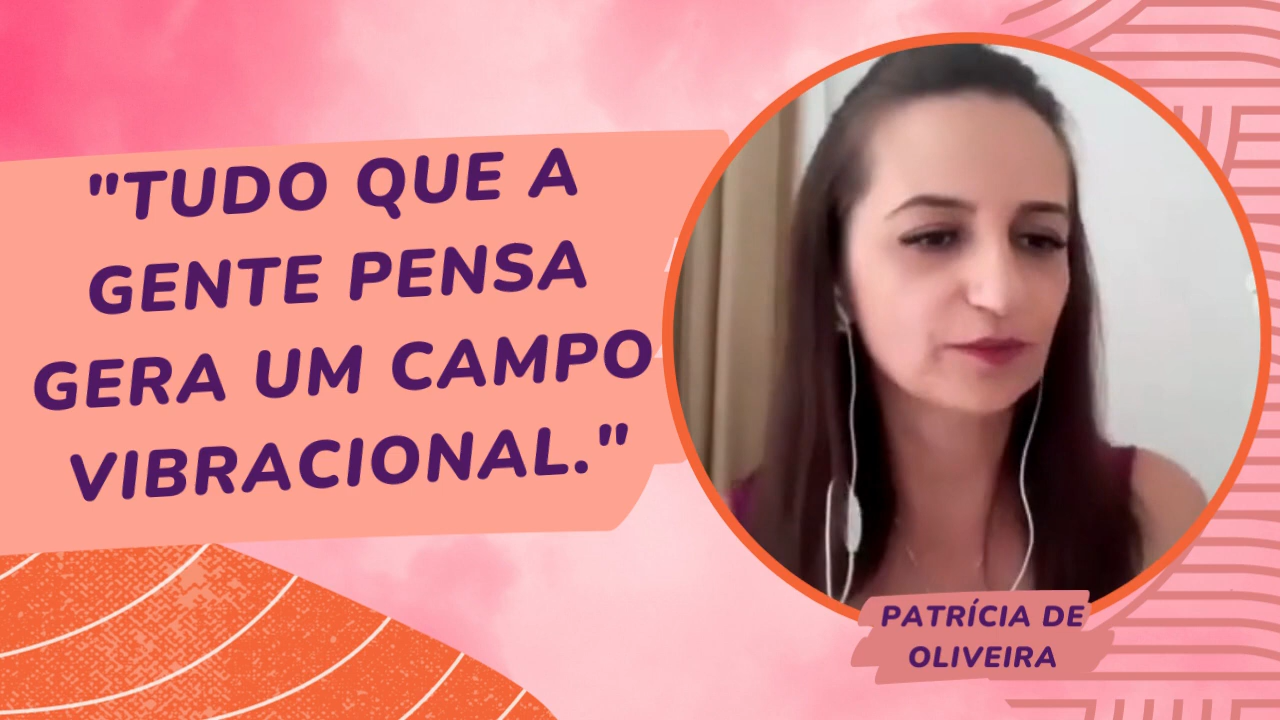 "TUDO QUE A
GENTE PENSA
GERA UM CAMPO
VIBRACIONAL."
PATRÍCIA DE
OLIVEIRA